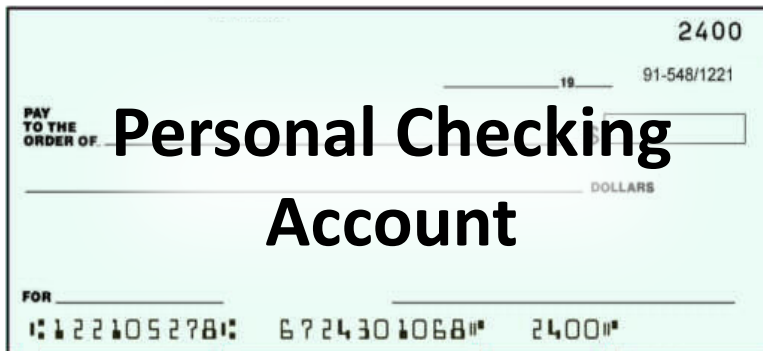 2400
19
91-548/1221
PAY
TO THE
ORDER OF
$
Personal Checking
DOLLARS
Account
FOR
⑆122105278⑆ 6724301068⑈ 2400⑈